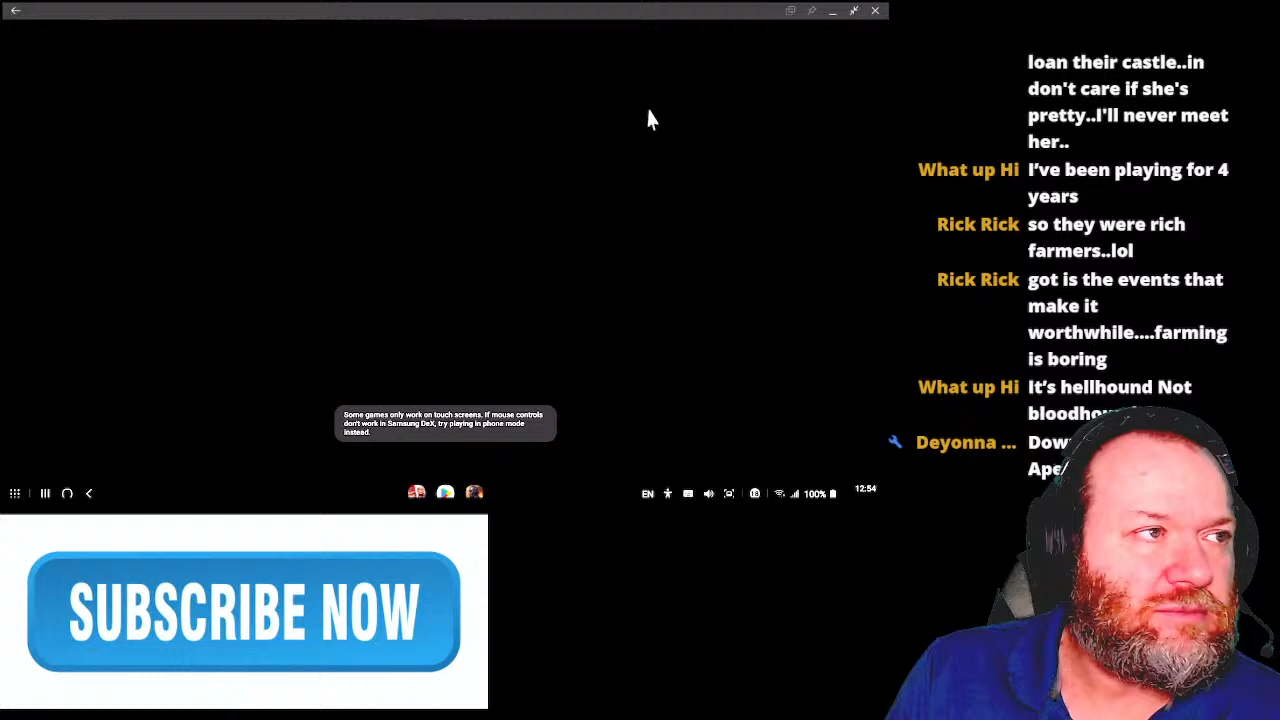 loan their castle..in
don't care if she's
pretty..I'll never meet
her..
What up Hi I've been playing for 4
years
Rick Rick so they were rich
farmers..lol
Rick Rick got is the events that
make it
worthwhile....farming
is boring
What up Hi It's hellhound Not
Deyonna ...
Some games only work on touch screens. If mouse controls
don't work in Samsung DeX, try playing in phone mode
instead.
EN
100%
12:54
SUBSCRIBE NOW